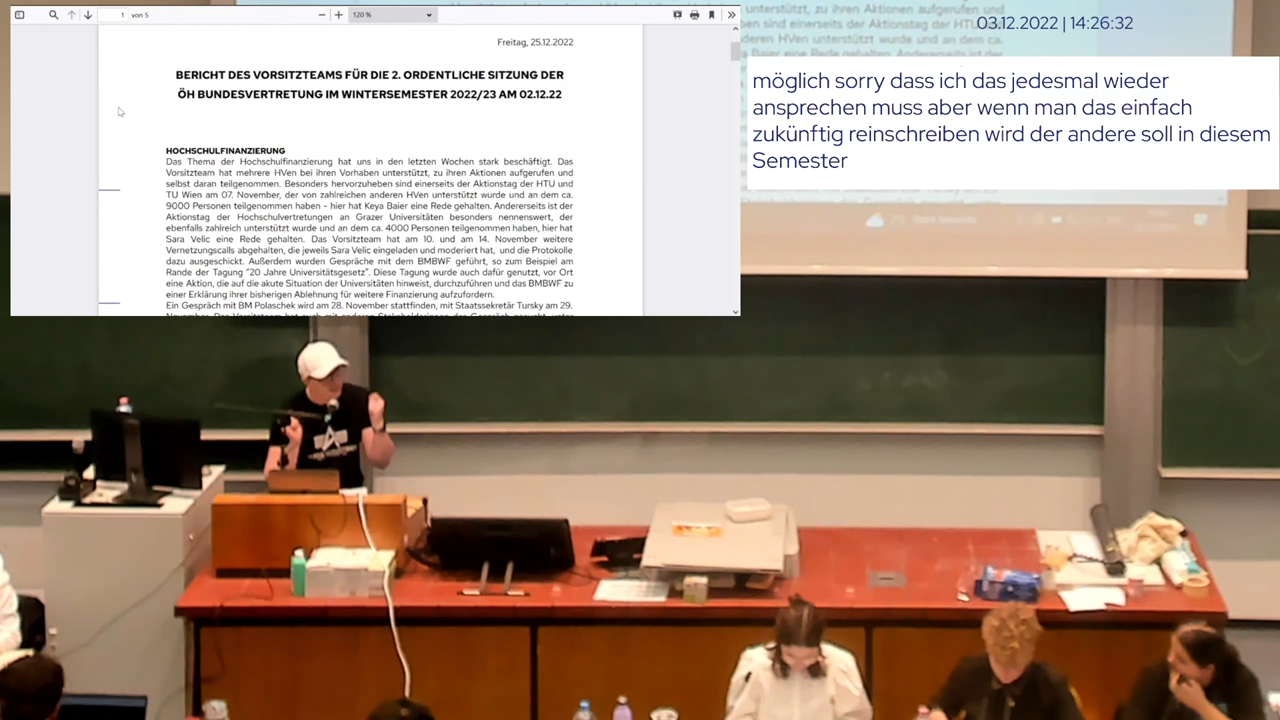 1 von 5
120 %
Freitag, 25.12.2022
BERICHT DES VORSITZTEAMS FÜR DIE 2. ORDENTLICHE SITZUNG DER
ÖH BUNDESVERTRETUNG IM WINTERSEMESTER 2022/23 AM 02.12.22
HOCHSCHULFINANZIERUNG
Das Thema der Hochschulfinanzierung hat uns in den letzten Wochen stark beschäftigt. Das
Vorsitzteam hat mehrere HVen bei ihren Vorhaben unterstützt, zu ihren Aktionen aufgerufen und
selbst daran teilgenommen. Besonders hervorzuheben sind einerseits der Aktionstag der HTU und
TU Wien am 07. November, der von zahlreichen anderen HVen unterstützt wurde und an dem ca.
9000 Personen teilgenommen haben - hier hat Keya Baier eine Rede gehalten. Andererseits ist der
Aktionstag der Hochschulvertretungen an Grazer Universitäten besonders nennenswert, der
ebenfalls zahlreich unterstützt wurde und an dem ca. 4000 Personen teilgenommen haben, hier hat
Sara Velic eine Rede gehalten. Das Vorsitzteam hat am 10. und am 14. November weitere
Vernetzungscalls abgehalten, die jeweils Sara Velic eingeladen und moderiert hat, und die Protokolle
dazu ausgeschickt. Außerdem wurden Gespräche mit dem BMBWF geführt, so zum Beispiel am
Rande der Tagung "20 Jahre Universitätsgesetz". Diese Tagung wurde auch dafür genutzt, vor Ort
eine Aktion, die auf die akute Situation der Universitäten hinweist, durchzuführen und das BMBWF zu
einer Erklärung ihrer bisherigen Ablehnung für weitere Finanzierung aufzufordern.
Ein Gespräch mit BM Polaschek wird am 28. November stattfinden, mit Staatssekretär Tursky am 29.
03.12.2022 | 14:26:32
möglich sorry dass ich das jedesmal wieder
ansprechen muss aber wenn man das einfach
zukünftig reinschreiben wird der andere soll in diesem
Semester